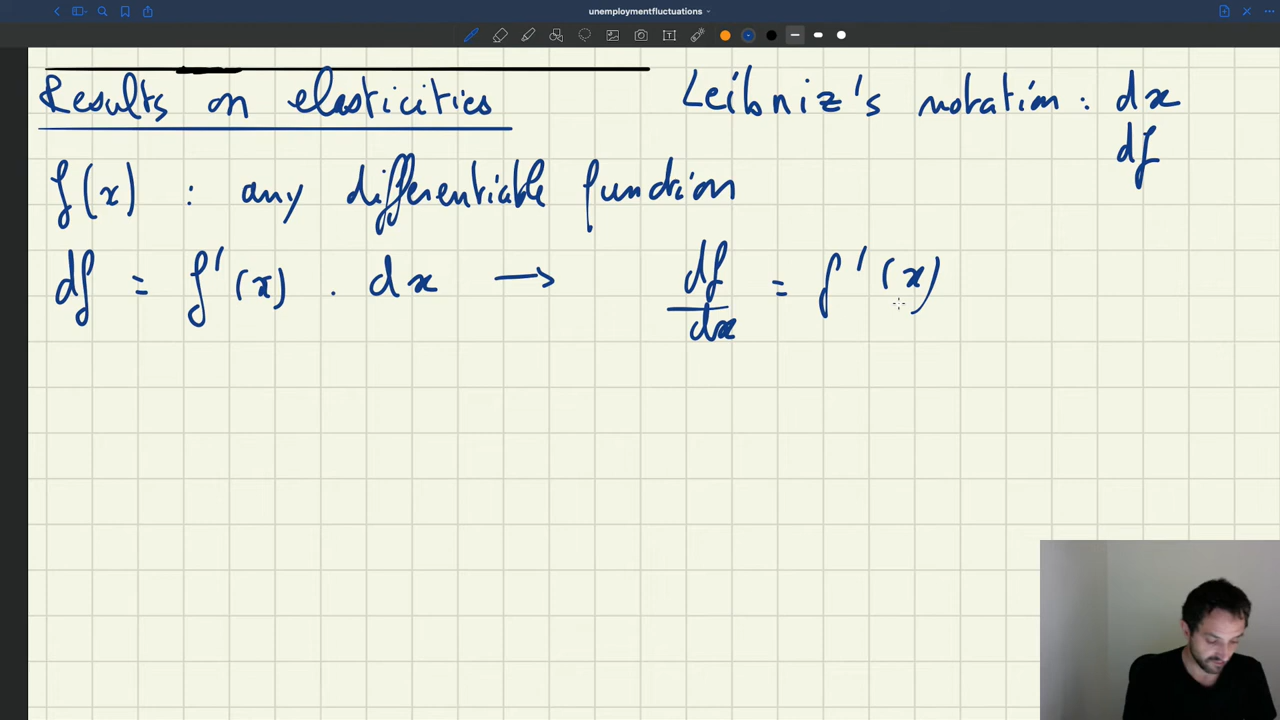 unemploymentfluctuations
Results on elasticities
Leibniz's notation : dx
df
f(x) : any differentiable function
df = f'(x) . dx → df/dx = f'(x)